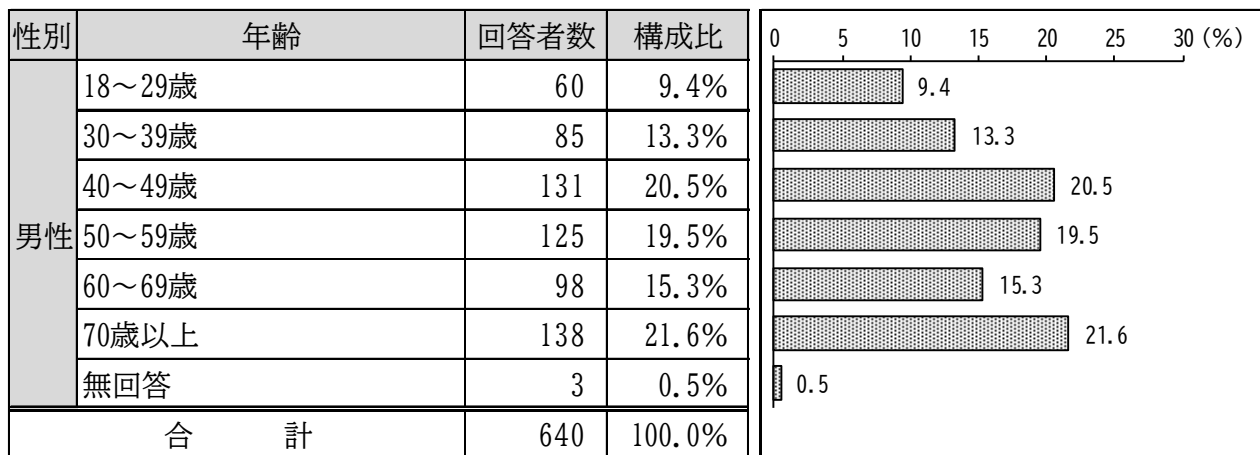 性別 年齢 回答者数 構成比
男性
18～29歳 60 9.4%
30～39歳 85 13.3%
40～49歳 131 20.5%
50～59歳 125 19.5%
60～69歳 98 15.3%
70歳以上 138 21.6%
無回答 3 0.5%
合 計 640 100.0%
0 5 10 15 20 25 30 (%)
9.4
13.3
20.5
19.5
15.3
21.6
0.5